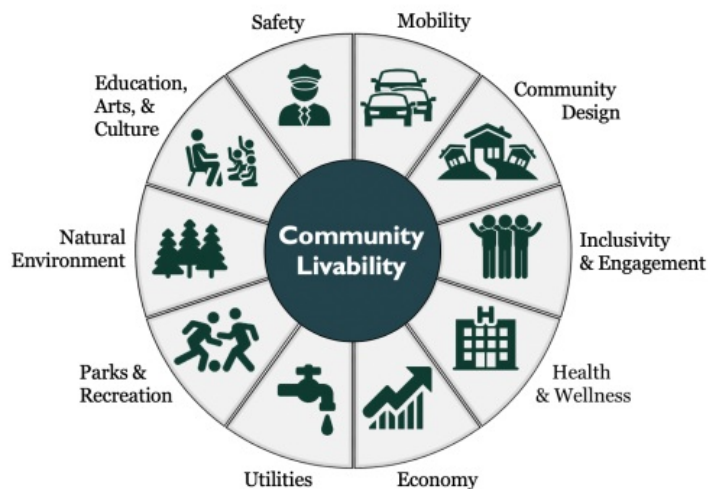 Safety
Mobility
Education,
Arts, &
Culture
Community
Design
Natural
Environment
Community
Livability
Inclusivity
& Engagement
Parks &
Recreation
Health
& Wellness
Utilities
Economy
H